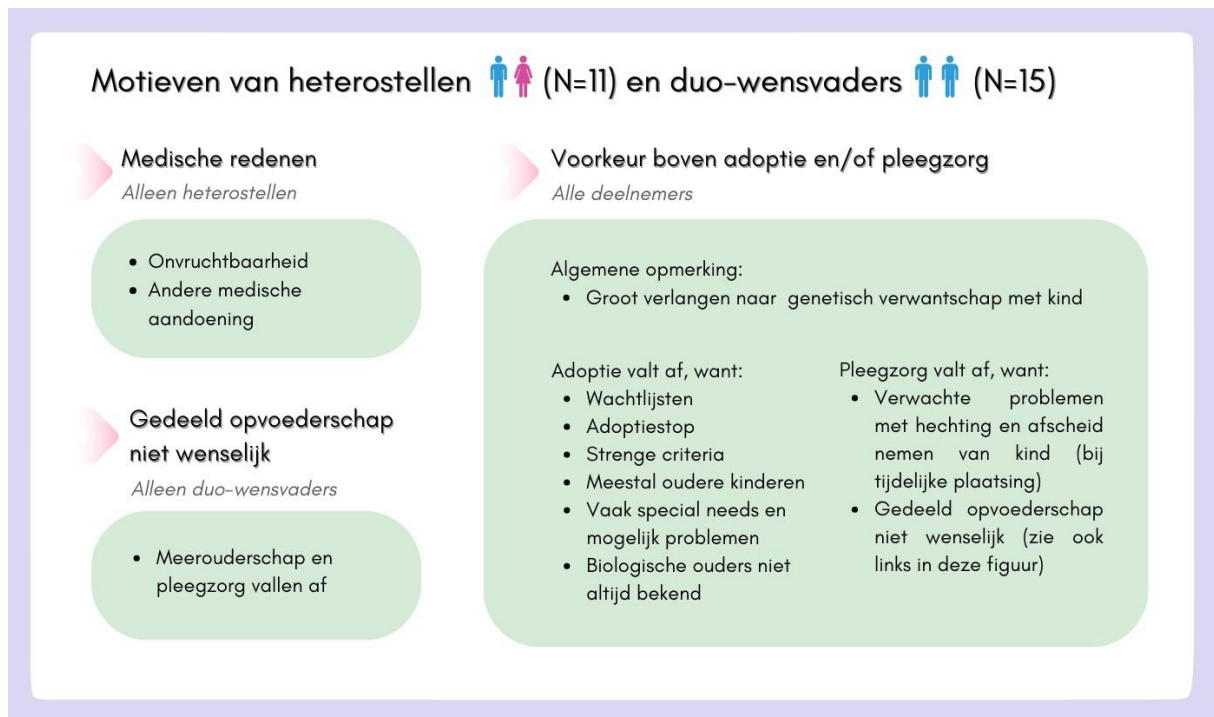 Motieven van heterostellen (N=11) en duo-wensvaders (N=15)
Medische redenen
Alleen heterostellen
• Onvruchtbaarheid
• Andere medische
aandoening
Gedeeld opvoederschap
niet wenselijk
Alleen duo-wensvaders
• Meerouderschap en
pleegzorg vallen af
Voorkeur boven adoptie en/of pleegzorg
Alle deelnemers
Algemene opmerking:
• Groot verlangen naar genetisch verwantschap met kind
Adoptie valt af, want:
• Wachtlijsten
• Adoptiestop
• Strenge criteria
• Meestal oudere kinderen
• Vaak special needs en
mogelijk problemen
• Biologische ouders niet
altijd bekend
Pleegzorg valt af, want:
• Verwachte problemen
met hechting en afscheid
nemen van kind (bij
tijdelijke plaatsing)
• Gedeeld opvoederschap
niet wenselijk (zie ook
links in deze figuur)